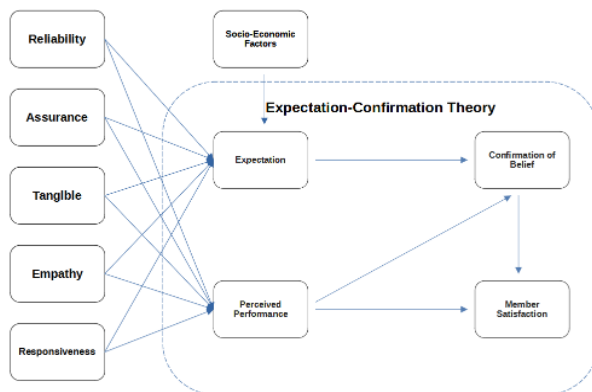 Reliability
Socio-Economic
Factors
Assurance
Expectation-Confirmation Theory
Expectation
Confirmation of
Belief
Tangible
Empathy
Perceived
Performance
Member
Satisfaction
Responsiveness